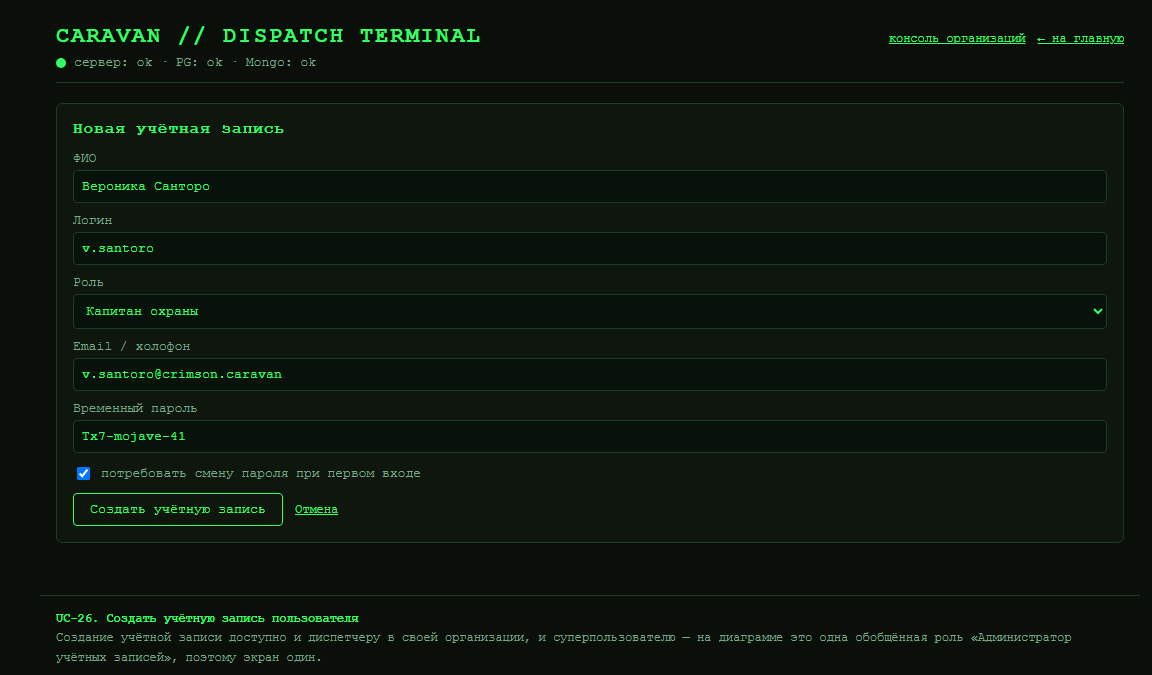 CARAVAN // DISPATCH TERMINAL
консоль организаций ← на главную
сервер: ok · PG: ok · Mongo: ok
Новая учётная запись
ФИО
Вероника Санторо
Логин
v.santoro
Роль
Капитан охраны
Email / холофон
v.santoro@crimson.caravan
Временный пароль
Tx7-mojave-41
потребовать смену пароля при первом входе
Создать учётную запись Отмена
UC-26. Создать учётную запись пользователя
Создание учётной записи доступно и диспетчеру в своей организации, и суперпользователю — на диаграмме это одна обобщённая роль «Администратор
учётных записей», поэтому экран один.